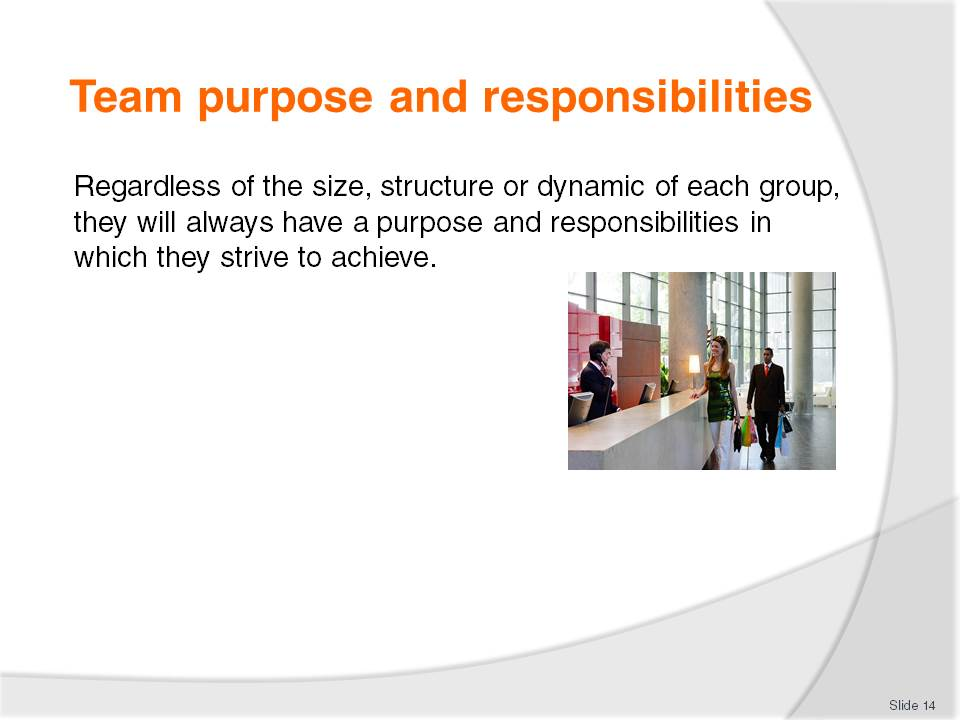 Team purpose and responsibilities
Regardless of the size, structure or dynamic of each group,
they will always have a purpose and responsibilities in
which they strive to achieve.
Slide 14